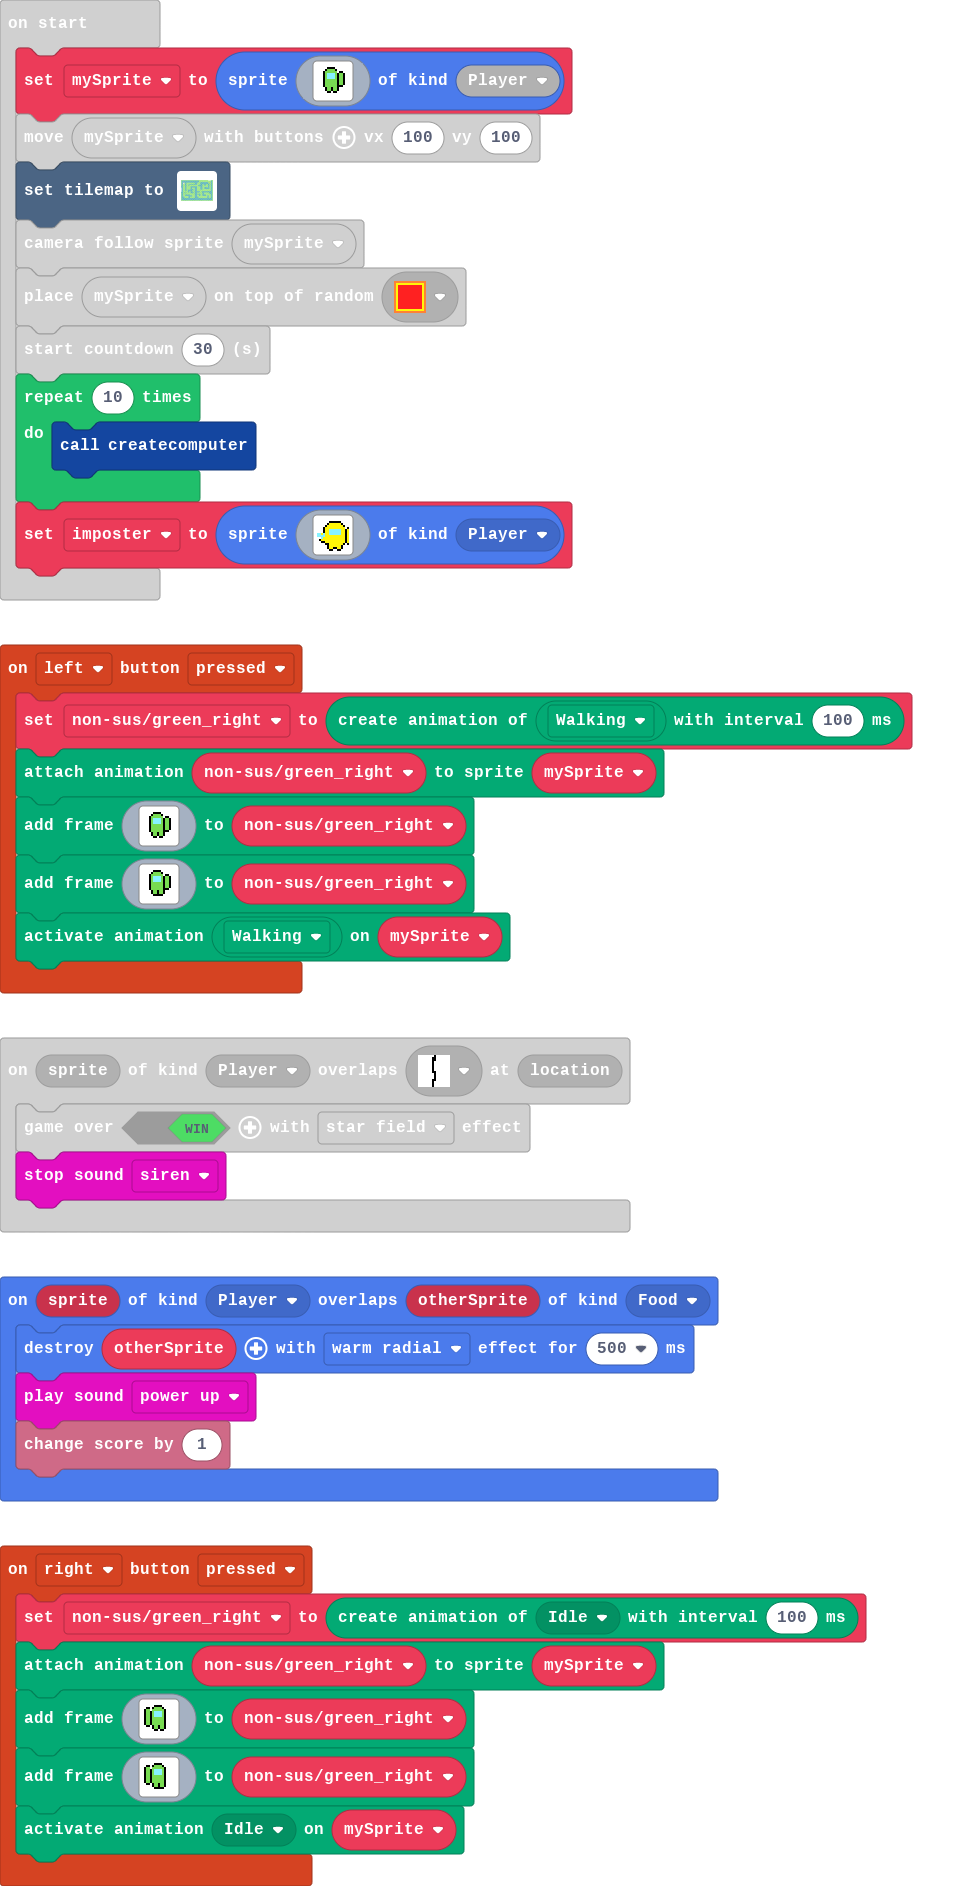 on start
set mySprite to sprite of kind Player
move mySprite with buttons vx 100 vy 100
set tilemap to
camera follow sprite mySprite
place mySprite on top of random
start countdown 30 (s)
repeat 10 times
do
call createcomputer
set imposter to sprite of kind Player
on left button pressed
set non-sus/green_right to create animation of Walking with interval 100 ms
attach animation non-sus/green_right to sprite mySprite
add frame to non-sus/green_right
add frame to non-sus/green_right
activate animation Walking on mySprite
on sprite of kind Player overlaps at location
game over WIN with star field effect
stop sound siren
on sprite of kind Player overlaps otherSprite of kind Food
destroy otherSprite with warm radial effect for 500 ms
play sound power up
change score by 1
on right button pressed
set non-sus/green_right to create animation of Idle with interval 100 ms
attach animation non-sus/green_right to sprite mySprite
add frame to non-sus/green_right
add frame to non-sus/green_right
activate animation Idle on mySprite